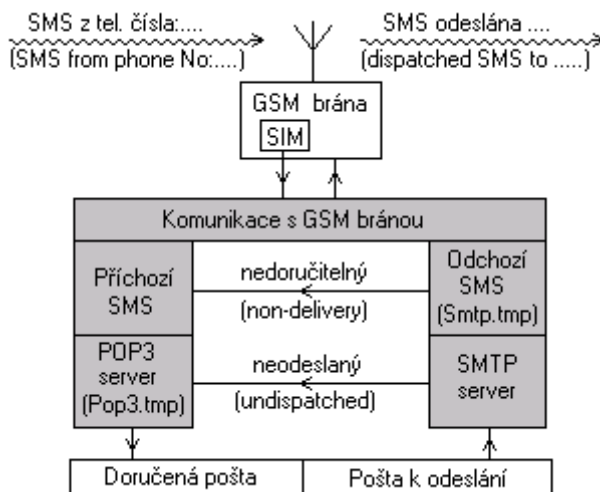 SMS z tel. čísla:....
(SMS from phone No:....)
SMS odeslána ....
(dispatched SMS to .....)
GSM brána
SIM
Komunikace s GSM bránou
Příchozí
SMS
nedoručitelný
(non-delivery)
Odchozí
SMS
(Smtp.tmp)
POP3
server
(Pop3.tmp)
neodeslaný
(undispatched)
SMTP
server
Doručená pošta
Pošta k odeslání